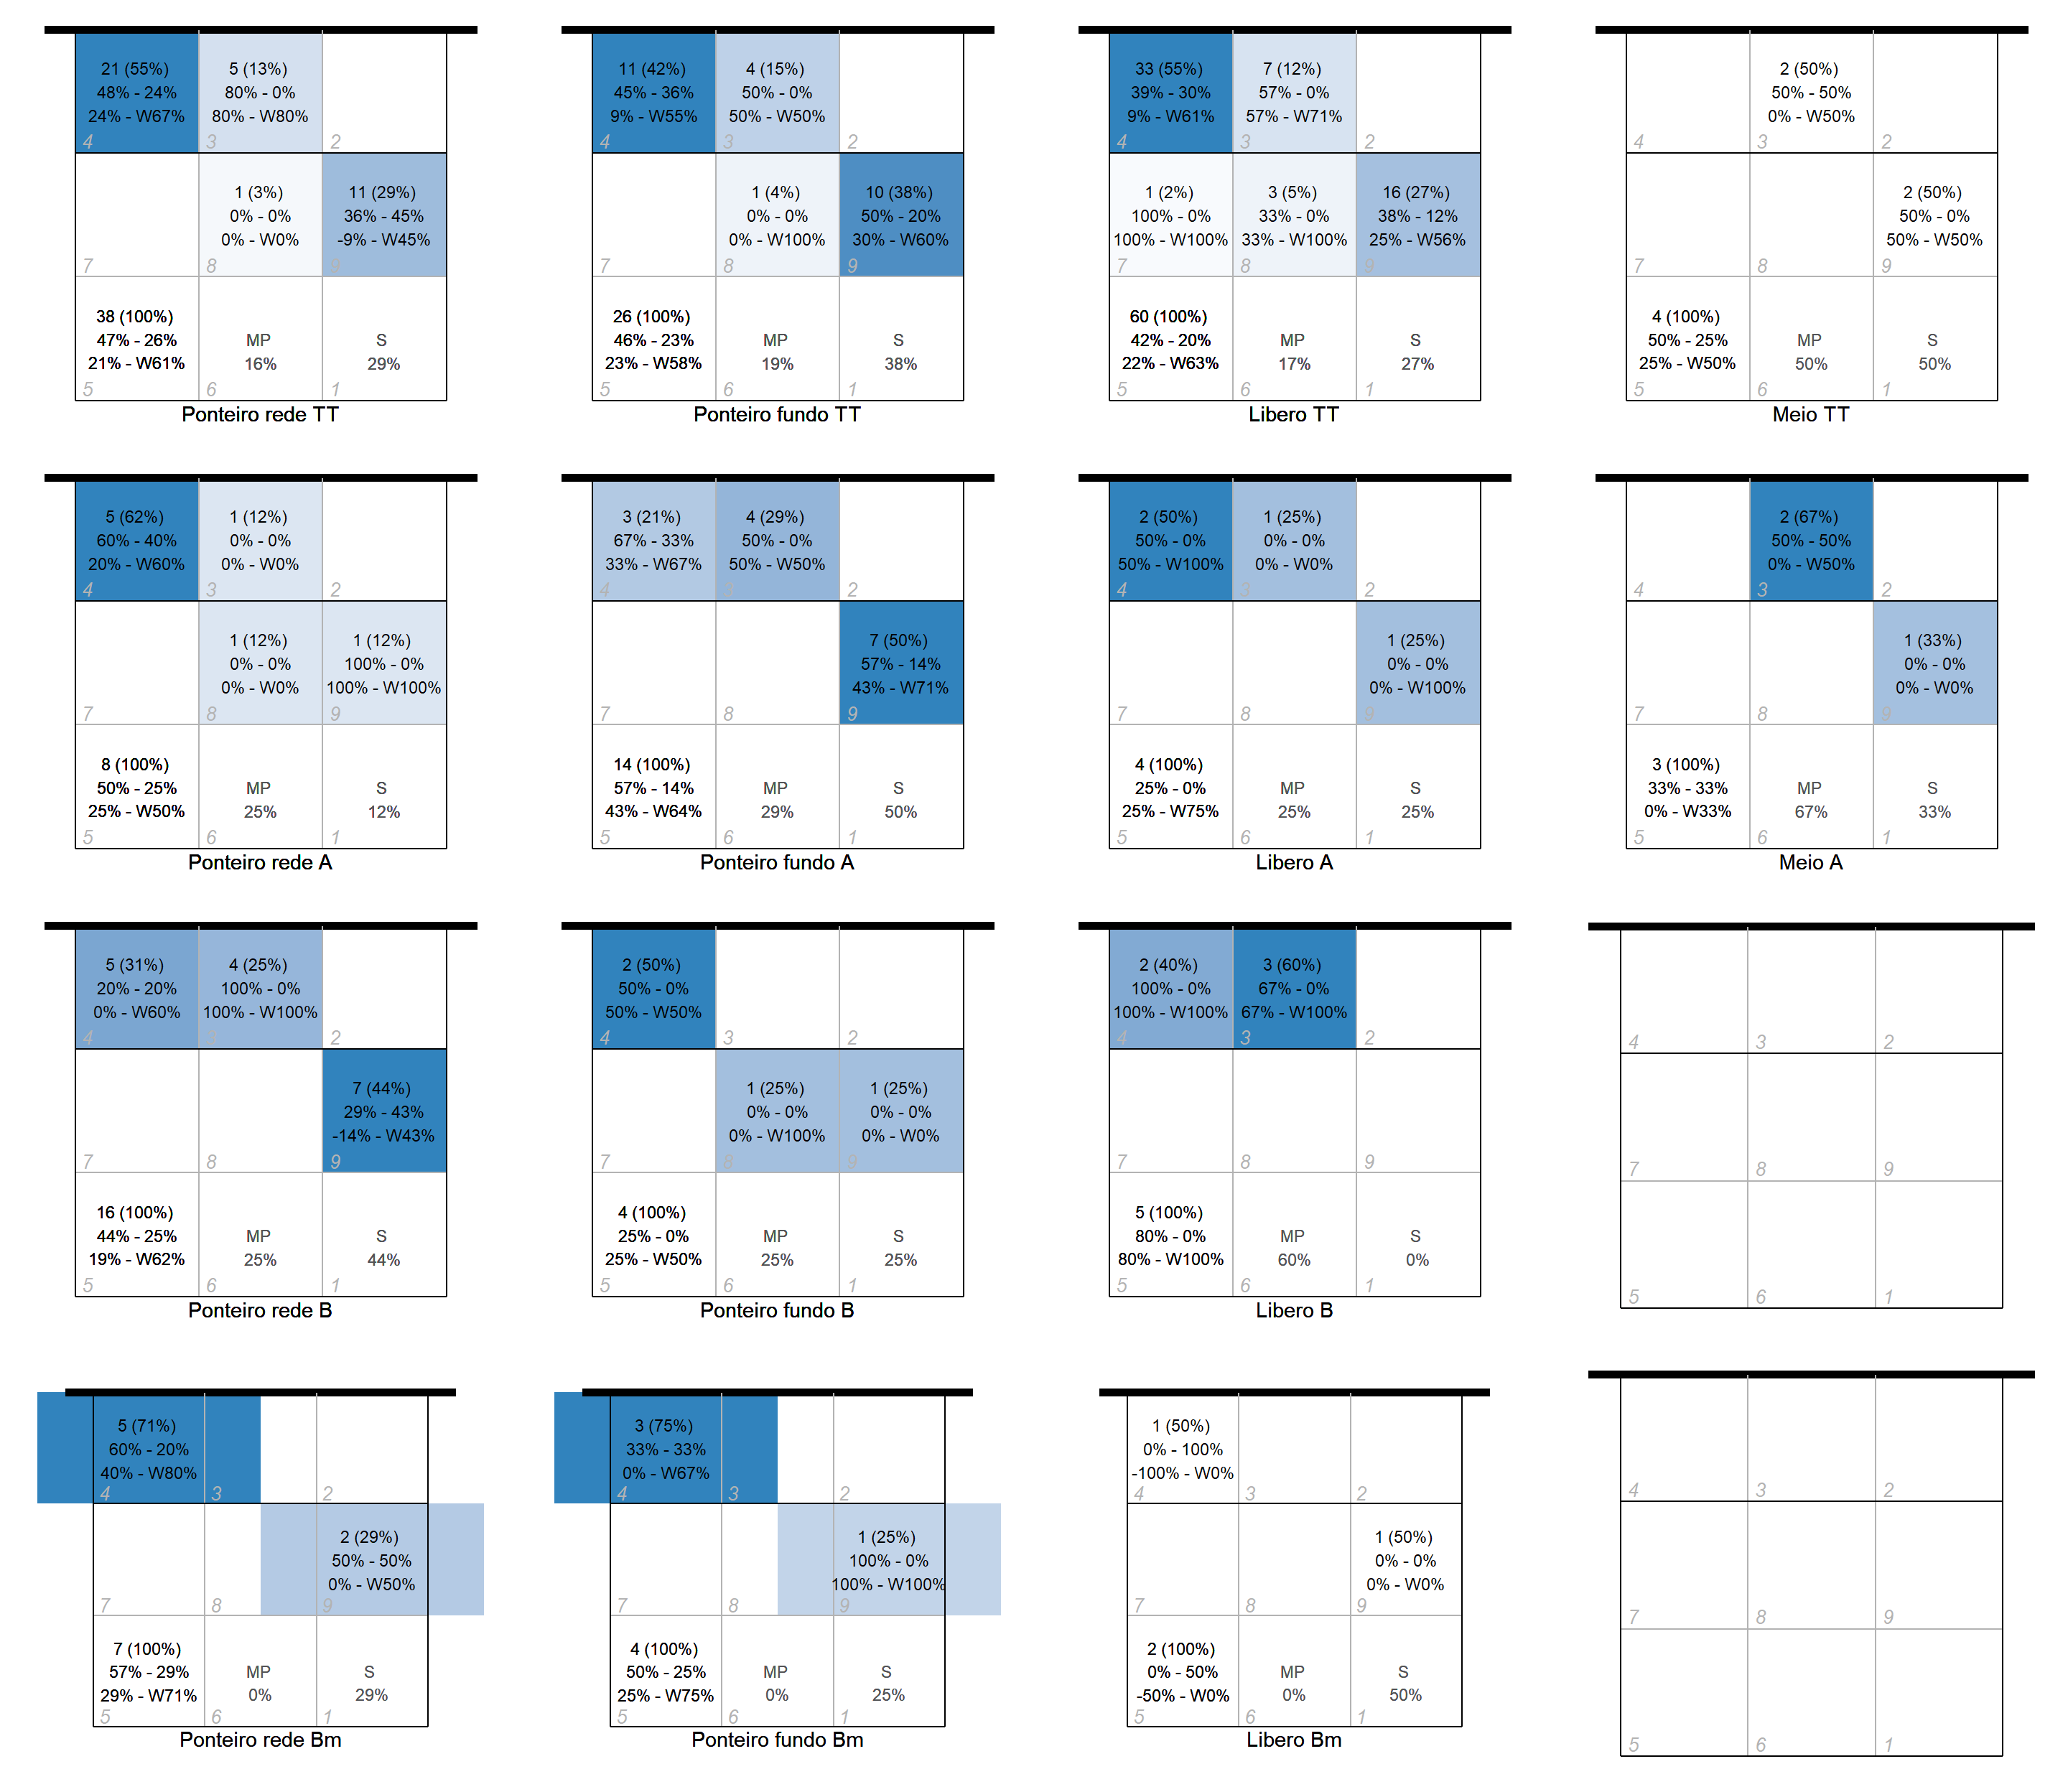 21 (55%)
48% - 24%
24% - W67%
4
5 (13%)
80% - 0%
80% - W80%
3
2
7
1 (3%)
0% - 0%
0% - W0%
8
11 (29%)
36% - 45%
-9% - W45%
9
38 (100%)
47% - 26%
21% - W61%
5
MP
16%
6
S
29%
1
Ponteiro rede TT
11 (42%)
45% - 36%
9% - W55%
4
4 (15%)
50% - 0%
50% - W50%
3
2
7
1 (4%)
0% - 0%
0% - W100%
8
10 (38%)
50% - 20%
30% - W60%
9
26 (100%)
46% - 23%
23% - W58%
5
MP
19%
6
S
38%
1
Ponteiro fundo TT
33 (55%)
39% - 30%
9% - W61%
4
7 (12%)
57% - 0%
57% - W71%
3
2
1 (2%)
100% - 0%
100% - W100%
7
3 (5%)
33% - 0%
33% - W100%
8
16 (27%)
38% - 12%
25% - W56%
9
60 (100%)
42% - 20%
22% - W63%
5
MP
17%
6
S
27%
1
Libero TT
4
2 (50%)
50% - 50%
0% - W50%
3
2
7
8
2 (50%)
50% - 0%
50% - W50%
9
4 (100%)
50% - 25%
25% - W50%
5
MP
50%
6
S
50%
1
Meio TT
5 (62%)
60% - 40%
20% - W60%
4
1 (12%)
0% - 0%
0% - W0%
3
2
7
1 (12%)
0% - 0%
0% - W0%
8
1 (12%)
100% - 0%
100% - W100%
9
8 (100%)
50% - 25%
25% - W50%
5
MP
25%
6
S
12%
1
Ponteiro rede A
3 (21%)
67% - 33%
33% - W67%
4
4 (29%)
50% - 0%
50% - W50%
3
2
7
8
7 (50%)
57% - 14%
43% - W71%
9
14 (100%)
57% - 14%
43% - W64%
5
MP
29%
6
S
50%
1
Ponteiro fundo A
2 (50%)
50% - 0%
50% - W100%
4
1 (25%)
0% - 0%
0% - W0%
3
2
7
8
1 (25%)
0% - 0%
0% - W100%
9
4 (100%)
25% - 0%
25% - W75%
5
MP
25%
6
S
25%
1
Libero A
4
2 (67%)
50% - 50%
0% - W50%
3
2
7
8
1 (33%)
0% - 0%
0% - W0%
9
3 (100%)
33% - 33%
0% - W33%
5
MP
67%
6
S
33%
1
Meio A
5 (31%)
20% - 20%
0% - W60%
4
4 (25%)
100% - 0%
100% - W100%
3
2
7
8
7 (44%)
29% - 43%
-14% - W43%
9
16 (100%)
44% - 25%
19% - W62%
5
MP
25%
6
S
44%
1
Ponteiro rede B
2 (50%)
50% - 0%
50% - W50%
4
3
2
7
1 (25%)
0% - 0%
0% - W100%
8
1 (25%)
0% - 0%
0% - W0%
9
4 (100%)
25% - 0%
25% - W50%
5
MP
25%
6
S
25%
1
Ponteiro fundo B
2 (40%)
100% - 0%
100% - W100%
4
3 (60%)
67% - 0%
67% - W100%
3
2
7
8
9
5 (100%)
80% - 0%
80% - W100%
5
MP
60%
6
S
0%
1
Libero B
4
3
2
7
8
9
5
6
1
5 (71%)
60% - 20%
40% - W80%
4
3
2
7
8
2 (29%)
50% - 50%
0% - W50%
9
7 (100%)
57% - 29%
29% - W71%
5
MP
0%
6
S
29%
1
Ponteiro rede Bm
3 (75%)
33% - 33%
0% - W67%
4
3
2
7
8
1 (25%)
100% - 0%
100% - W100%
9
4 (100%)
50% - 25%
25% - W75%
5
MP
0%
6
S
25%
1
Ponteiro fundo Bm
1 (50%)
0% - 100%
-100% - W0%
4
3
2
7
8
1 (50%)
0% - 0%
0% - W0%
9
2 (100%)
0% - 50%
-50% - W0%
5
MP
0%
6
S
50%
1
Libero Bm
4
3
2
7
8
9
5
6
1